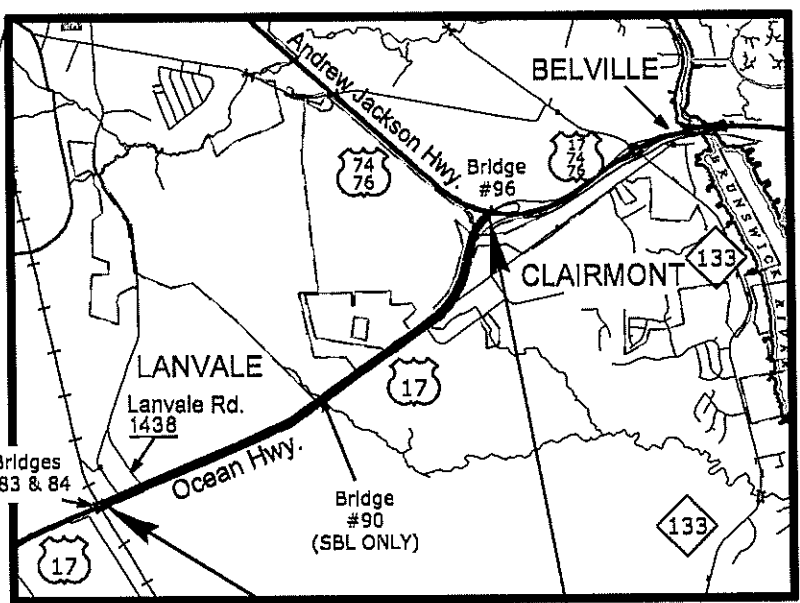 84
Andrew Jackson Hwy.
BELVILLE
74
76
Bridge
#96
17
74
76
BRUNSWICK
CLAIRMONT
133
LANVALE
Lanvale Rd.
1438
17
Bridges
83 & 84
Ocean Hwy.
Bridge
#90
(SBL ONLY)
133
17